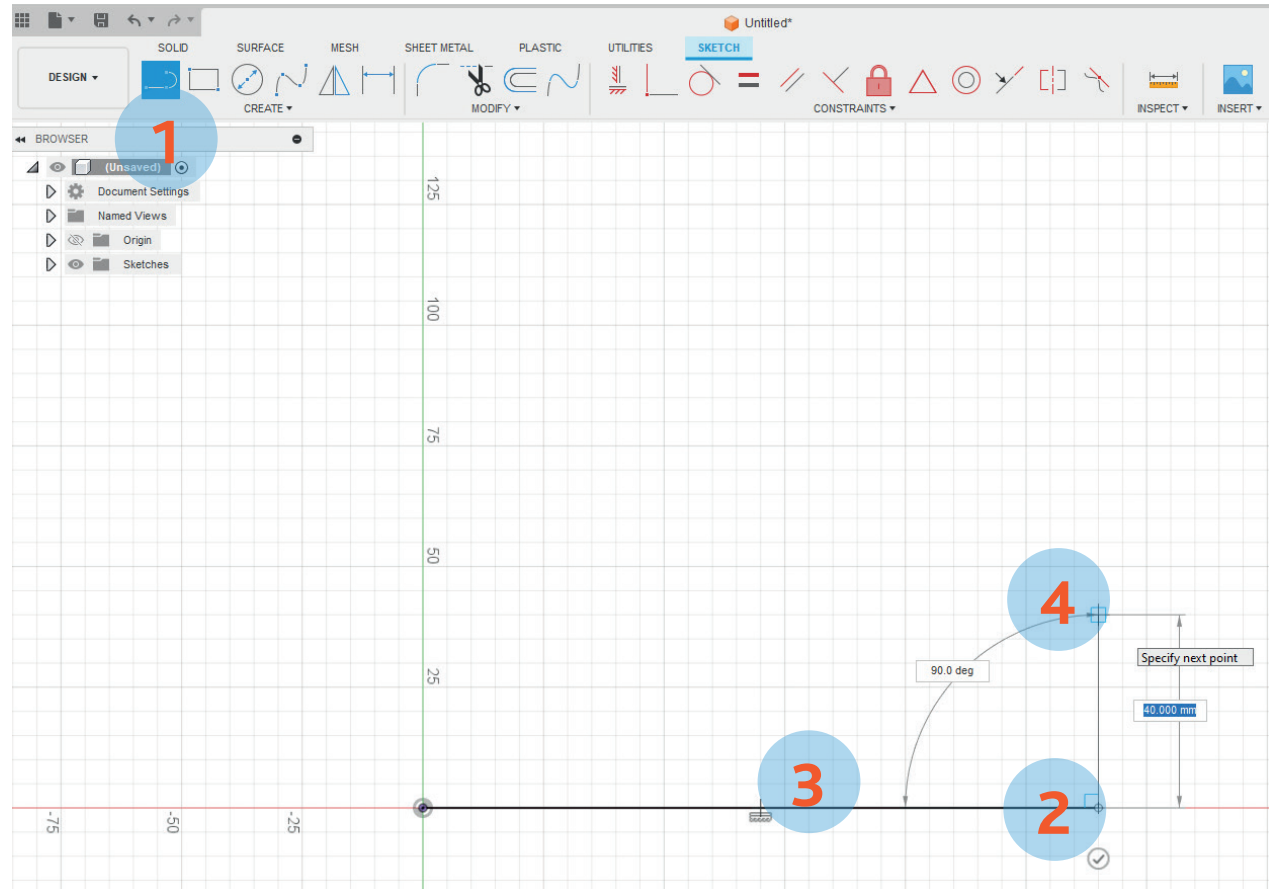 Untitled*
SOLID SURFACE MESH SHEET METAL PLASTIC UTILITIES SKETCH
DESIGN ▾
CREATE ▾ MODIFY ▾ CONSTRAINTS ▾ INSPECT ▾ INSERT ▾
1
BROWSER
(Unsaved)
Document Settings
Named Views
Origin
Sketches
125
100
75
50
25
4
Specify next point
90.0 deg
40.000 mm
3
2
-75
-50
-25